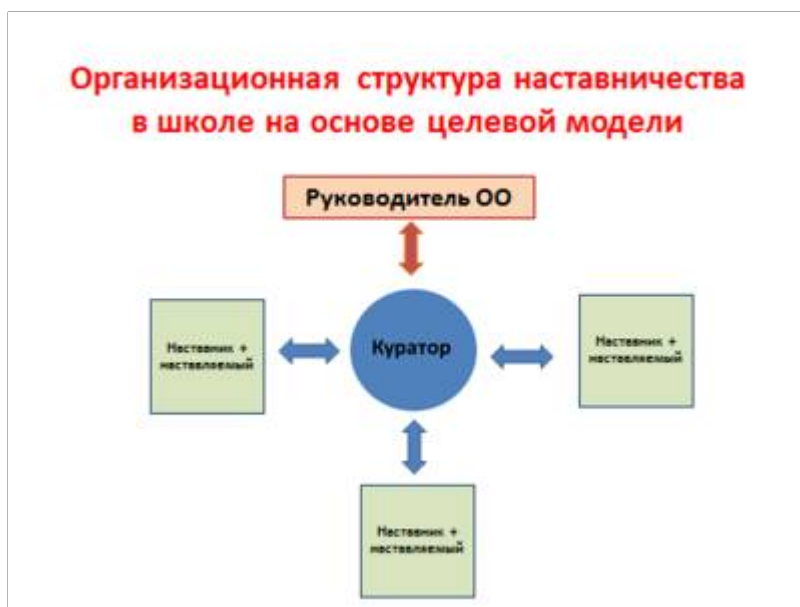 Организационная структура наставничества
в школе на основе целевой модели
Руководитель ОО
Наставник +
наставляемый
Куратор
Наставник +
наставляемый
Наставник +
наставляемый